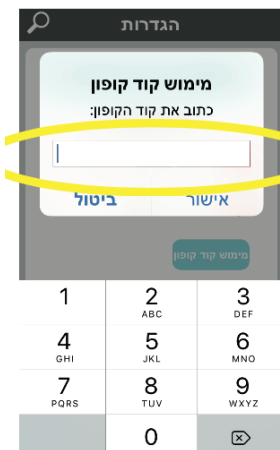 הגדרות
מימוש קוד קופון
כתוב את קוד הקופון:
אישור ביטול
מימוש קוד קופון
1 2 3
ABC DEF
4 5 6
GHI JKL MNO
7 8 9
PQRS TUV WXYZ
0